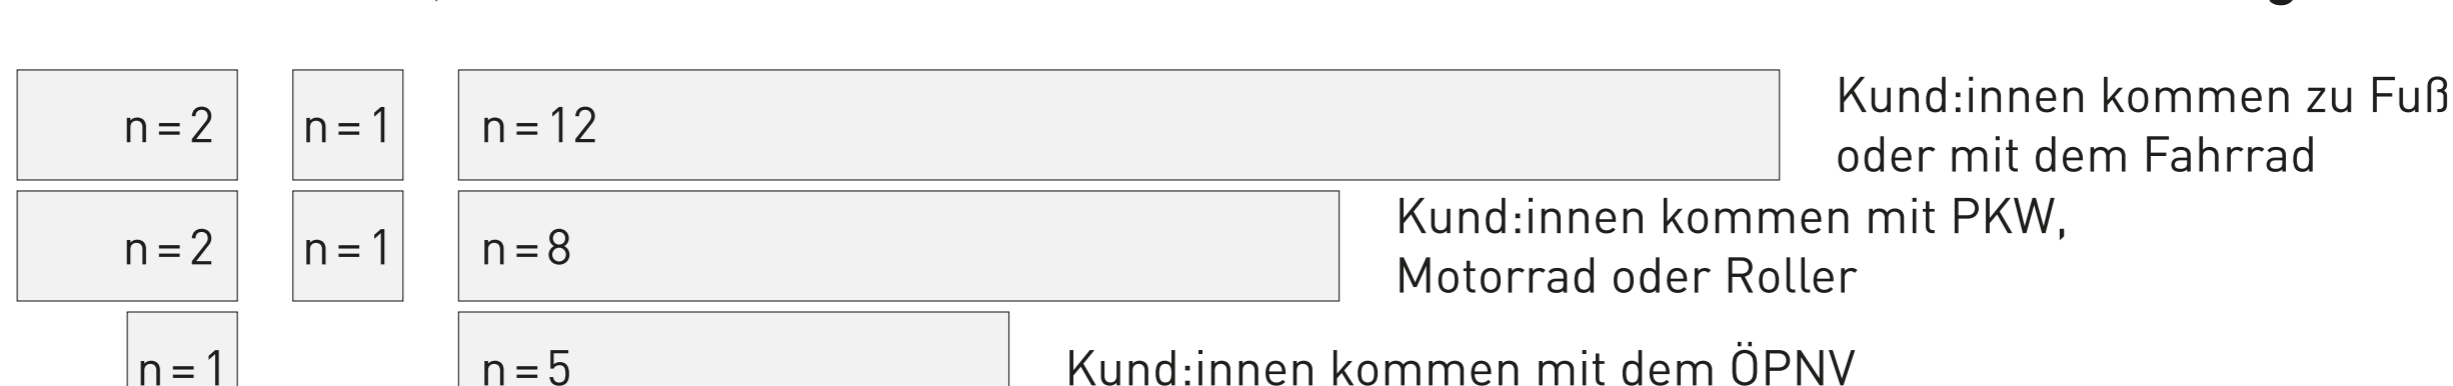 n = 2 n = 1 n = 12 Kund:innen kommen zu Fuß
oder mit dem Fahrrad
n = 2 n = 1 n = 8 Kund:innen kommen mit PKW,
Motorrad oder Roller
n = 1 n = 5 Kund:innen kommen mit dem ÖPNV